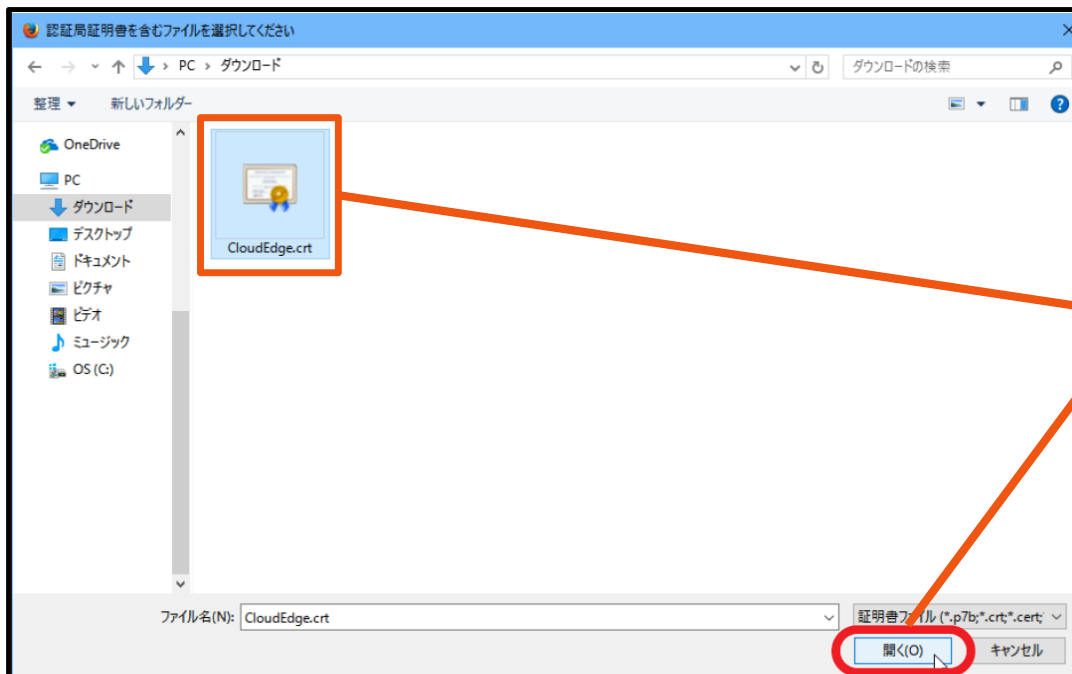 認証局証明書を含むファイルを選択してください
PC › ダウンロード
ダウンロードの検索
整理
新しいフォルダー
OneDrive
PC
ダウンロード
デスクトップ
ドキュメント
ピクチャ
ビデオ
ミュージック
OS (C:)
CloudEdge.crt
ファイル名(N):
CloudEdge.crt
証明書ファイル (*.p7b;*.crt;*.cert;
開く(O)
キャンセル